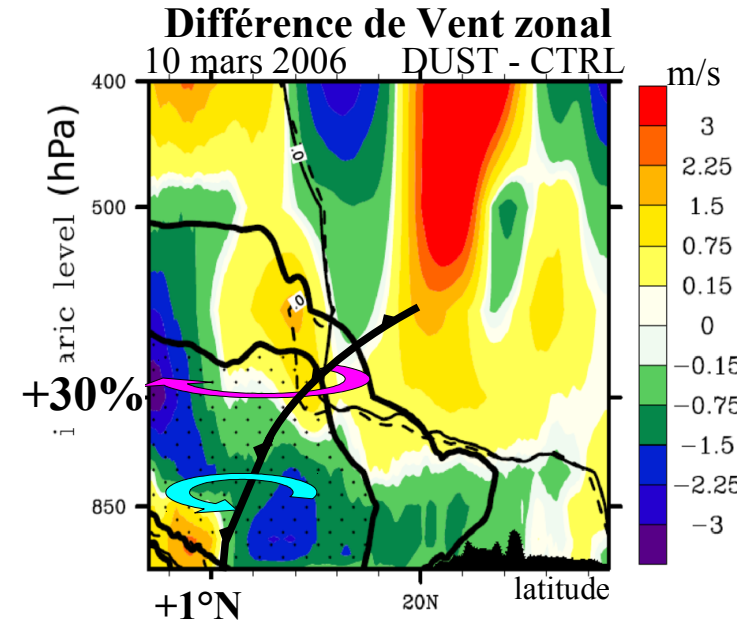 Différence de Vent zonal
10 mars 2006 DUST - CTRL
m/s
400
500
850
i aric level (hPa)
+30%
.0
.0
3
2.25
1.5
0.75
0.15
0
-0.15
-0.75
-1.5
-2.25
-3
latitude
+1°N
20N